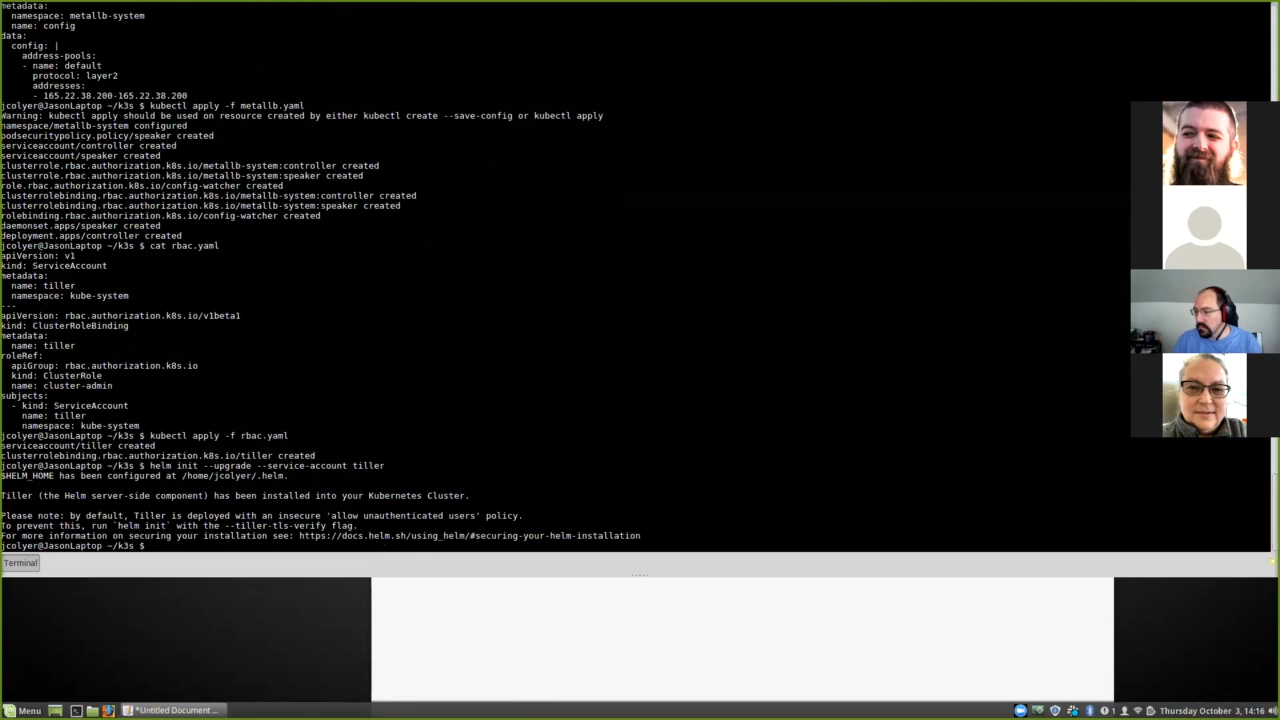 metadata:
  namespace: metallb-system
  name: config
data:
  config: |
    address-pools:
    - name: default
      protocol: layer2
      addresses:
      - 165.22.38.200-165.22.38.200
jcolyer@JasonLaptop ~/k3s $ kubectl apply -f metallb.yaml
Warning: kubectl apply should be used on resource created by either kubectl create --save-config or kubectl apply
namespace/metallb-system configured
podsecuritypolicy.policy/speaker created
serviceaccount/controller created
serviceaccount/speaker created
clusterrole.rbac.authorization.k8s.io/metallb-system:controller created
clusterrole.rbac.authorization.k8s.io/metallb-system:speaker created
role.rbac.authorization.k8s.io/config-watcher created
clusterrolebinding.rbac.authorization.k8s.io/metallb-system:controller created
clusterrolebinding.rbac.authorization.k8s.io/metallb-system:speaker created
rolebinding.rbac.authorization.k8s.io/config-watcher created
daemonset.apps/speaker created
deployment.apps/controller created
jcolyer@JasonLaptop ~/k3s $ cat rbac.yaml
apiVersion: v1
kind: ServiceAccount
metadata:
  name: tiller
  namespace: kube-system
---
apiVersion: rbac.authorization.k8s.io/v1beta1
kind: ClusterRoleBinding
metadata:
  name: tiller
roleRef:
  apiGroup: rbac.authorization.k8s.io
  kind: ClusterRole
  name: cluster-admin
subjects:
  - kind: ServiceAccount
    name: tiller
    namespace: kube-system
jcolyer@JasonLaptop ~/k3s $ kubectl apply -f rbac.yaml
serviceaccount/tiller created
clusterrolebinding.rbac.authorization.k8s.io/tiller created
jcolyer@JasonLaptop ~/k3s $ helm init --upgrade --service-account tiller
$HELM_HOME has been configured at /home/jcolyer/.helm.
Tiller (the Helm server-side component) has been installed into your Kubernetes Cluster.
Please note: by default, Tiller is deployed with an insecure 'allow unauthenticated users' policy.
To prevent this, run `helm init` with the --tiller-tls-verify flag.
For more information on securing your installation see: https://docs.helm.sh/using_helm/#securing-your-helm-installation
jcolyer@JasonLaptop ~/k3s $
Terminal
Menu
*Untitled Document ...
1
Thursday October 3, 14:16